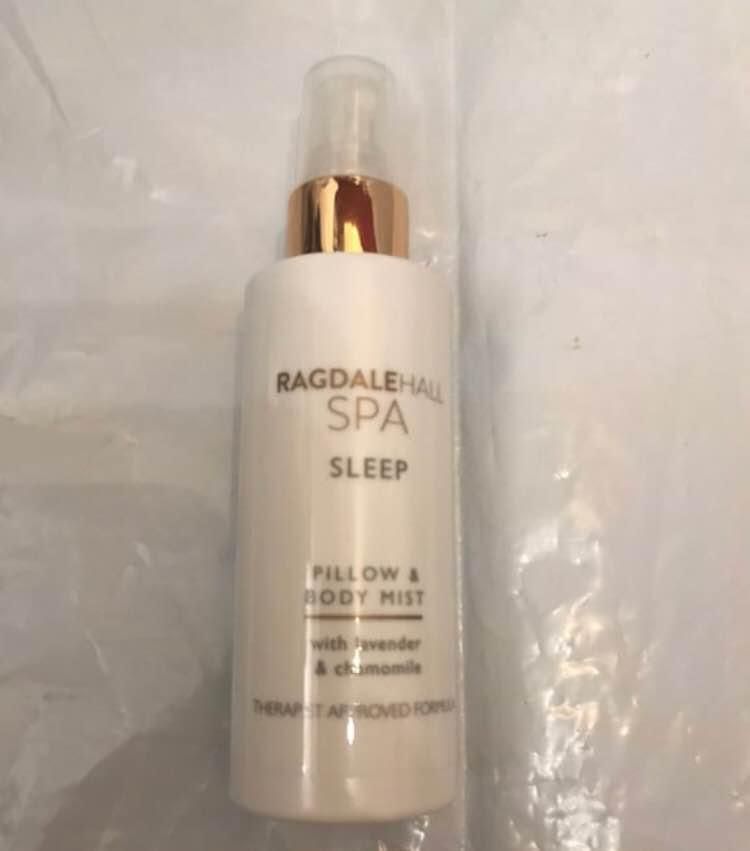 RAGDALEHALL
SPA
SLEEP
PILLOW &
BODY MIST
with lavender
& chamomile
THERAPIST APPROVED FORMULA